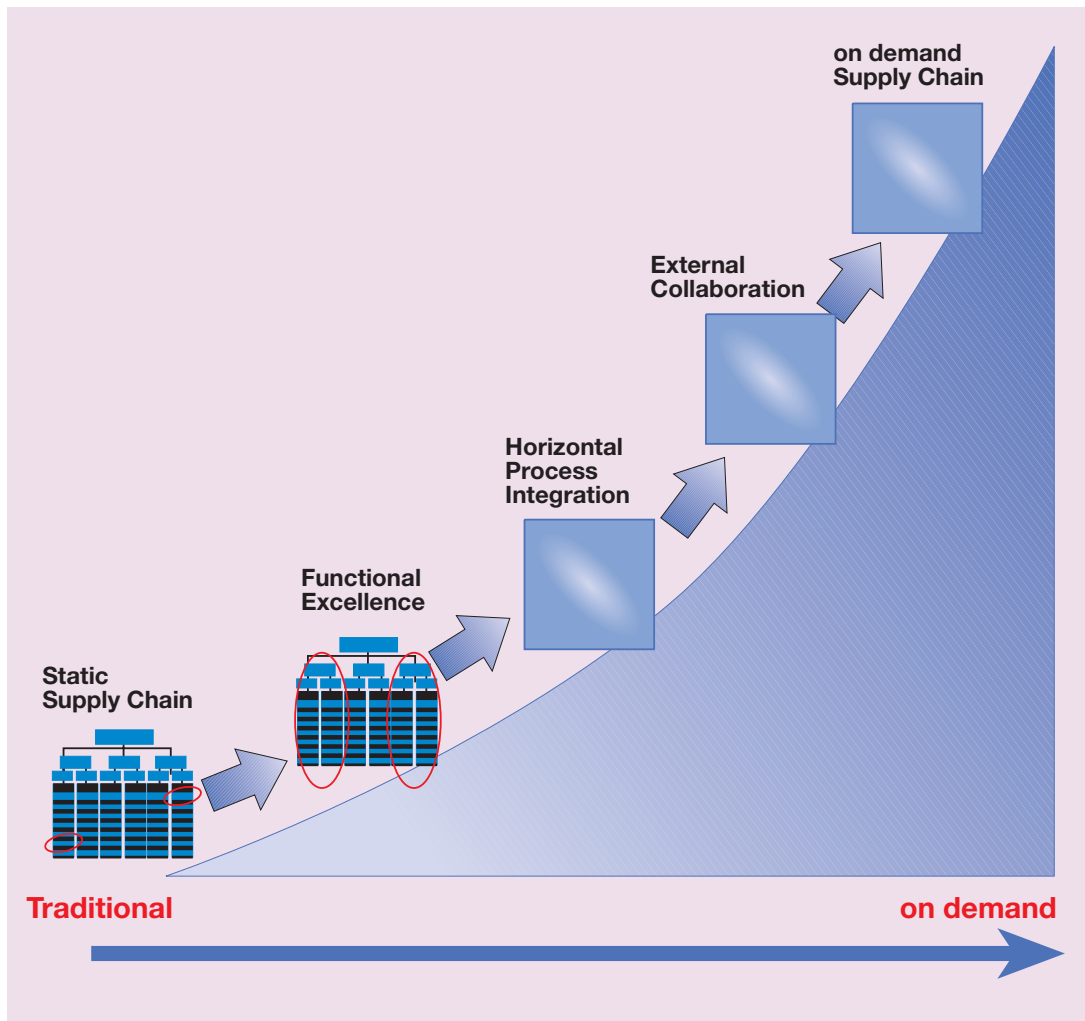 on demand
Supply Chain
External
Collaboration
Horizontal
Process
Integration
Functional
Excellence
Static
Supply Chain
Traditional
on demand